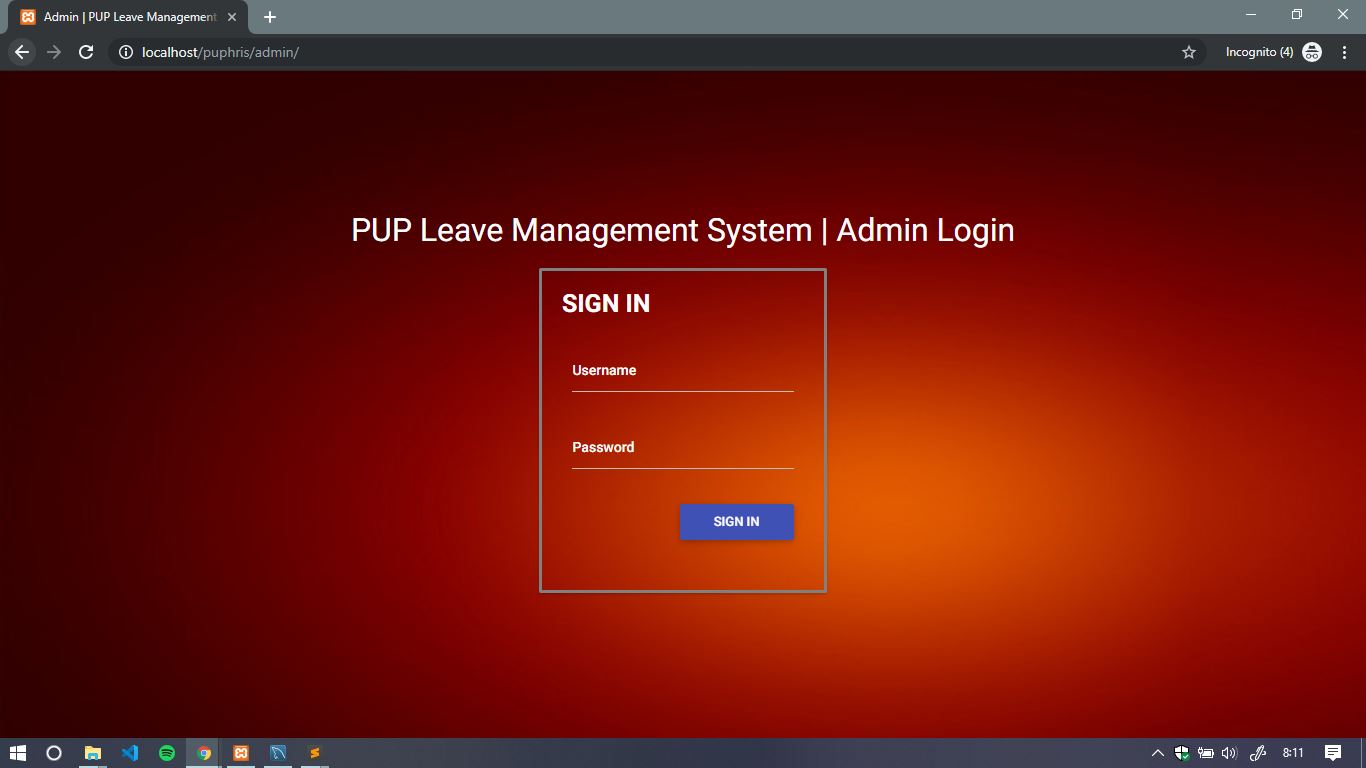 Admin | PUP Leave Management
localhost/puphris/admin/
Incognito (4)
PUP Leave Management System | Admin Login
SIGN IN
Username
Password
SIGN IN
8:11